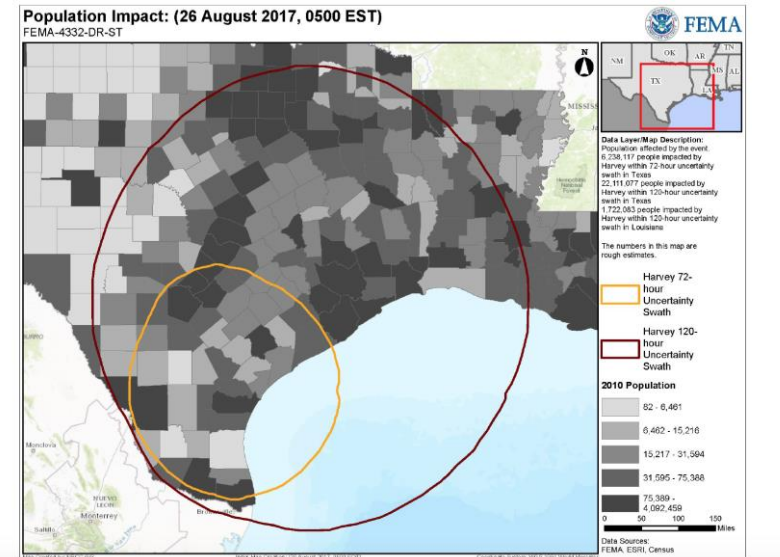 Population Impact: (26 August 2017, 0500 EST)
FEMA-4332-DR-ST
FEMA
N
MISSISS
Monclova
NUEVO
LEON
Monterrey
Saltillo
OK
TN
NM
AR
TX
MS
AL
LA
Data Layer/Map Description:
Population affected by the event.
6,238,117 people impacted by
Harvey within 72-hour uncertainty
swath in Texas
22,111,077 people impacted by
Harvey within 120-hour uncertainty
swath in Texas
1,722,083 people impacted by
Harvey within 120-hour uncertainty
swath in Louisiana
The numbers in this map are
rough estimates.
Harvey 72-
hour
Uncertainty
Swath
Harvey 120-
hour
Uncertainty
Swath
2010 Population
82 - 6,461
6,462 - 15,216
15,217 - 31,594
31,595 - 75,388
75,389 -
4,092,459
0 50 100 150
Miles
Data Sources:
FEMA, ESRI, Census